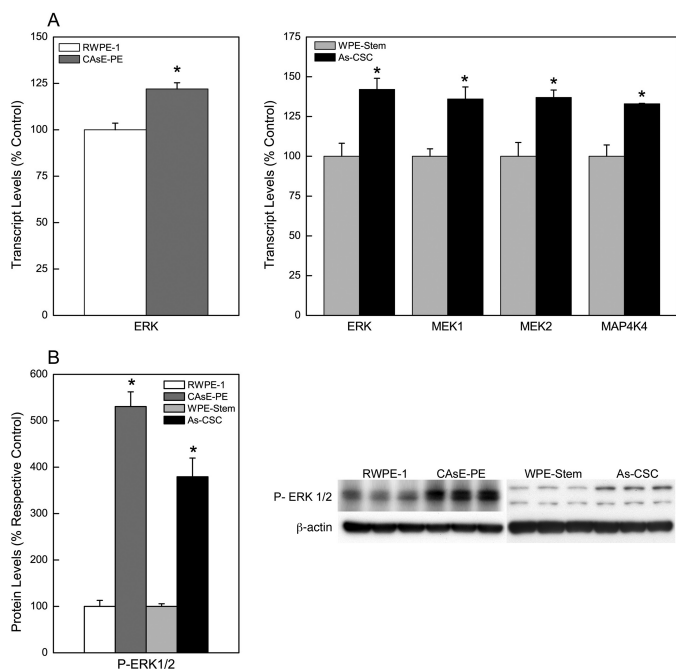 A
150
125
100
75
50
25
0
Transcript Levels (% Control)
RWPE-1
CAsE-PE
*
ERK
175
150
125
100
75
50
25
0
Transcript Levels (% Control)
WPE-Stem
As-CSC
* * * *
ERK MEK1 MEK2 MAP4K4
B
600
500
400
300
200
100
0
Protein Levels (% Respective Control)
RWPE-1
CAsE-PE
WPE-Stem
As-CSC
*
*
P-ERK1/2
RWPE-1 CAsE-PE WPE-Stem As-CSC
P- ERK 1/2
β-actin